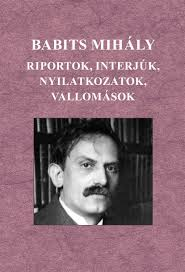 BABITS MIHÁLY
RIPORTOK, INTERJÚK,
NYILATKOZATOK,
VALLOMÁSOK